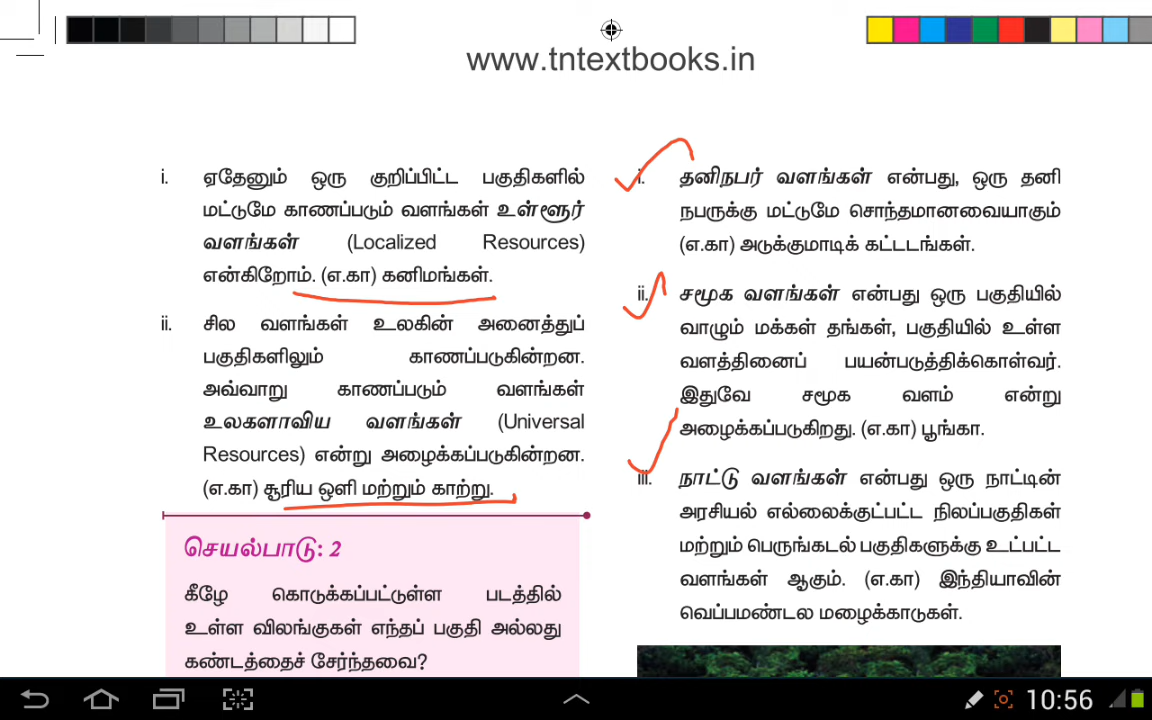 www.tntextbooks.in
i. ஏதேனும் ஒரு குறிப்பிட்ட பகுதிகளில்
மட்டுமே காணப்படும் வளங்கள் உள்ளூர்
வளங்கள் (Localized Resources)
என்கிறோம். (எ.கா) கனிமங்கள்.
ii. சில வளங்கள் உலகின் அனைத்துப்
பகுதிகளிலும் காணப்படுகின்றன.
அவ்வாறு காணப்படும் வளங்கள்
உலகளாவிய வளங்கள் (Universal
Resources) என்று அழைக்கப்படுகின்றன.
(எ.கா) சூரிய ஒளி மற்றும் காற்று.
செயல்பாடு: 2
கீழே கொடுக்கப்பட்டுள்ள படத்தில்
உள்ள விலங்குகள் எந்தப் பகுதி அல்லது
கண்டத்தைச் சேர்ந்தவை?
i. தனிநபர் வளங்கள் என்பது, ஒரு தனி
நபருக்கு மட்டுமே சொந்தமானவையாகும்
(எ.கா) அடுக்குமாடிக் கட்டடங்கள்.
ii. சமூக வளங்கள் என்பது ஒரு பகுதியில்
வாழும் மக்கள் தங்கள், பகுதியில் உள்ள
வளத்தினைப் பயன்படுத்திக்கொள்வர்.
இதுவே சமூக வளம் என்று
அழைக்கப்படுகிறது. (எ.கா) பூங்கா.
iii. நாட்டு வளங்கள் என்பது ஒரு நாட்டின்
அரசியல் எல்லைக்குட்பட்ட நிலப்பகுதிகள்
மற்றும் பெருங்கடல் பகுதிகளுக்கு உட்பட்ட
வளங்கள் ஆகும். (எ.கா) இந்தியாவின்
வெப்பமண்டல மழைக்காடுகள்.
10:56